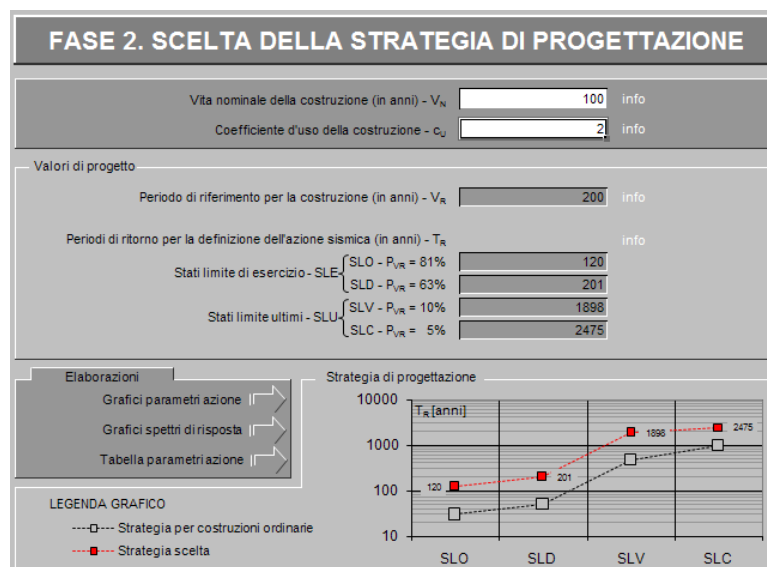 FASE 2. SCELTA DELLA STRATEGIA DI PROGETTAZIONE
Vita nominale della costruzione (in anni) - VN 100 info
Coefficiente d'uso della costruzione - cU 2 info
Valori di progetto
Periodo di riferimento per la costruzione (in anni) - VR 200 info
Periodi di ritorno per la definizione dell'azione sismica (in anni) - TR info
Stati limite di esercizio - SLE
SLO - PVR = 81% 120
SLD - PVR = 63% 201
Stati limite ultimi - SLU
SLV - PVR = 10% 1898
SLC - PVR = 5% 2475
Elaborazioni
Grafici parametri azione
Grafici spettri di risposta
Tabella parametri azione
LEGENDA GRAFICO
Strategia per costruzioni ordinarie
Strategia scelta
Strategia di progettazione
TR [anni]
10000
1000
100
10
120
201
1898
2475
SLO SLD SLV SLC